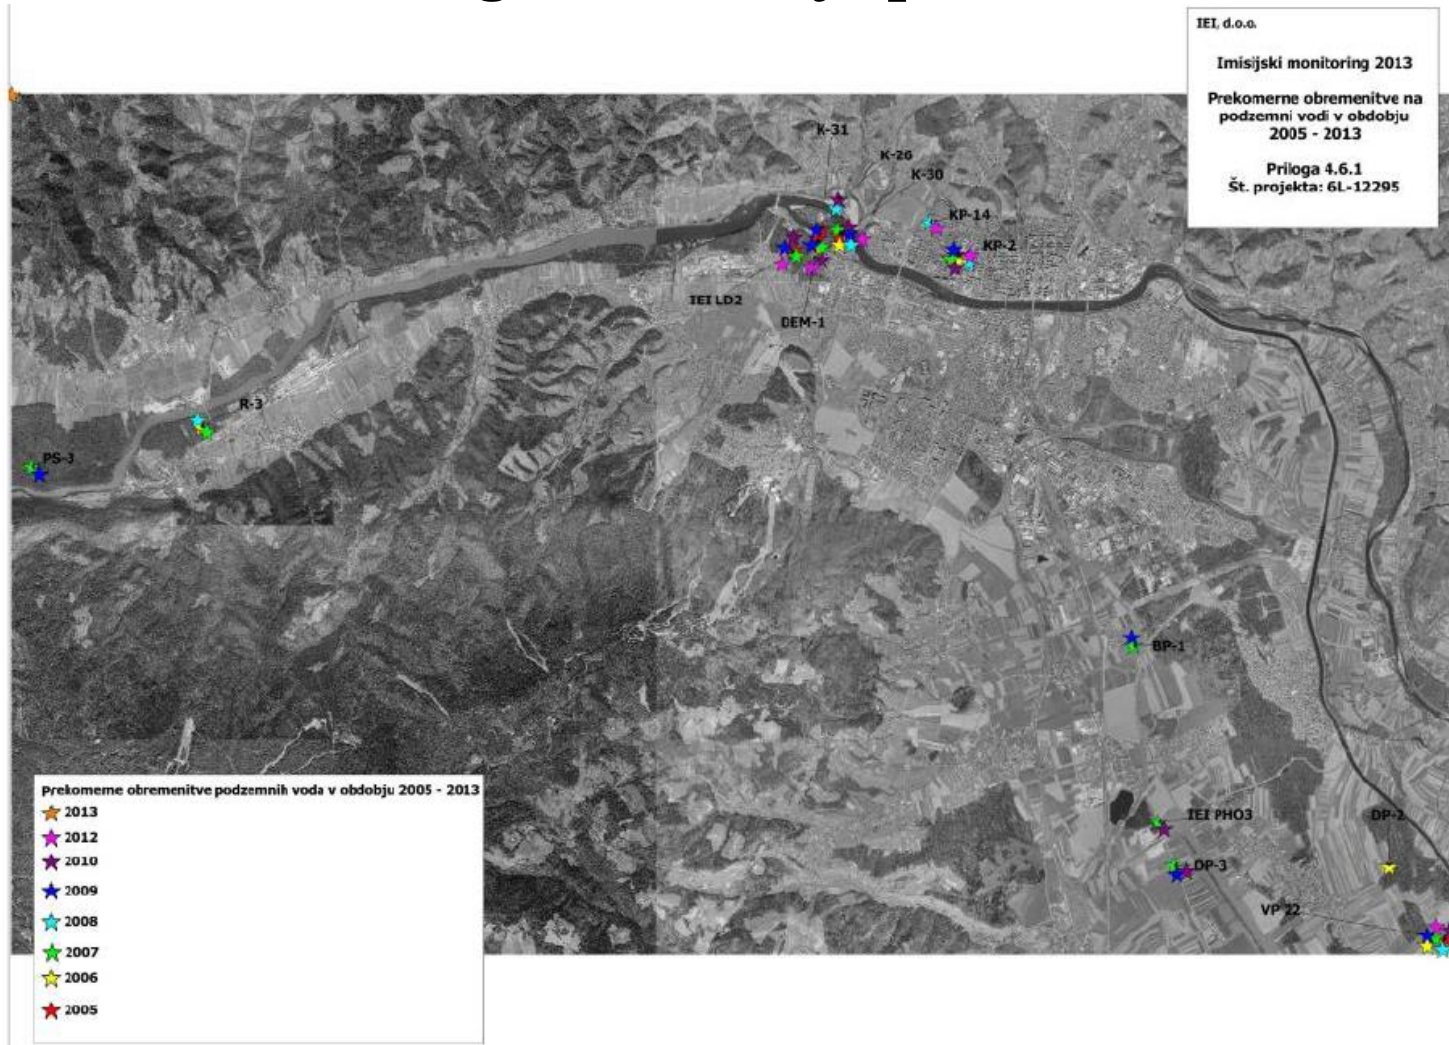 IEI, d.o.o.
Imisijski monitoring 2013
Prekomerne obremenitve na
podzemni vodi v obdobju
2005 - 2013
Priloga 4.6.1
Št. projekta: 6L-12295
K-31
K-26
K-30
KP-14
KP-2
IEI LD2
DEM-1
R-3
PS-3
BP-1
IEI PHO3
DP-2
DP-3
VP 22
Prekomerne obremenitve podzemnih voda v obdobju 2005 - 2013
2013
2012
2010
2009
2008
2007
2006
2005